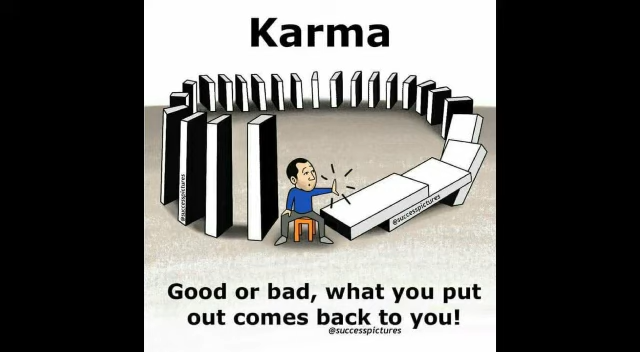 Karma
@successpictures
@successpictures
Good or bad, what you put
out comes back to you!
@successpictures